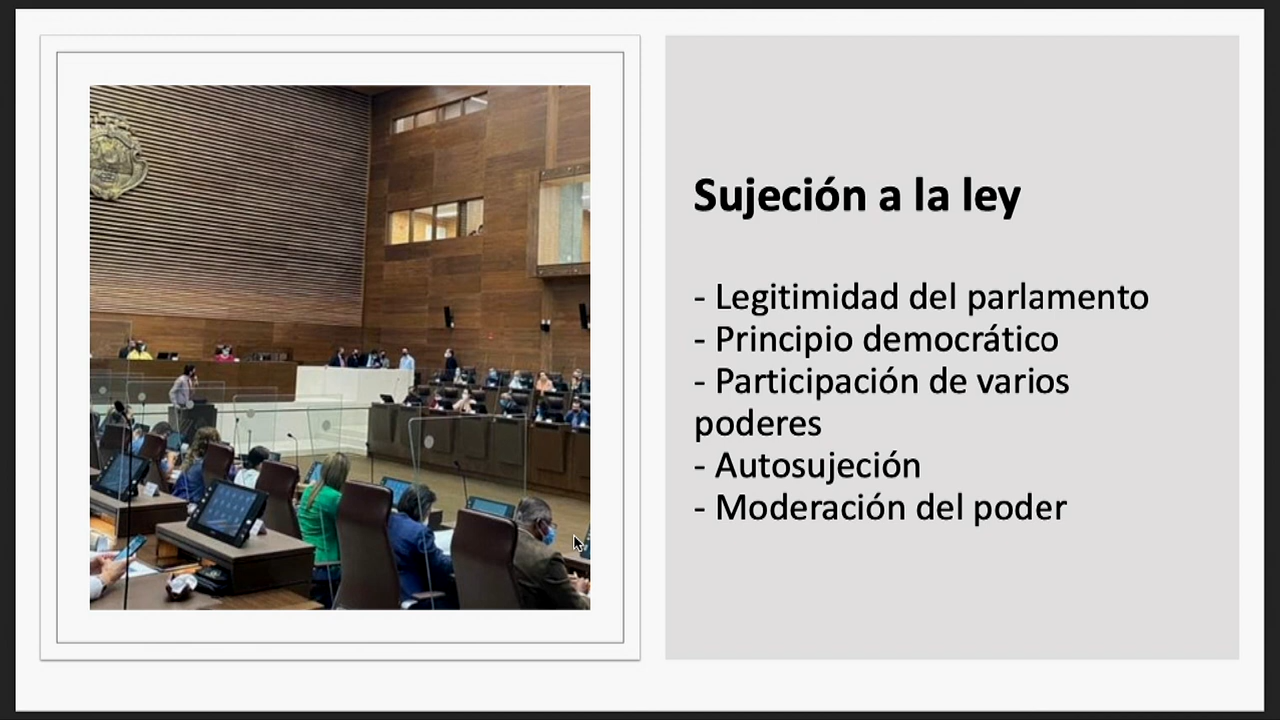 Sujeción a la ley
- Legitimidad del parlamento
- Principio democrático
- Participación de varios
poderes
- Autosujeción
- Moderación del poder